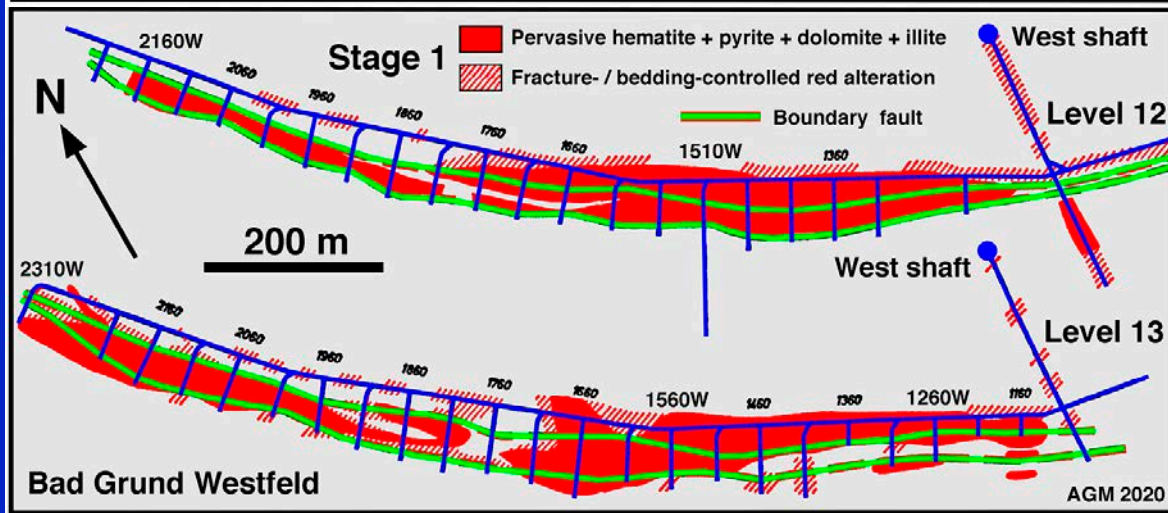 Stage 1
Pervasive hematite + pyrite + dolomite + illite
Fracture- / bedding-controlled red alteration
Boundary fault
West shaft
Level 12
N
2160W
2060
1960
1860
1760
1660
1510W
1360
200 m
West shaft
Level 13
2310W
2160
2060
1960
1860
1760
1660
1560W
1460
1360
1260W
1160
Bad Grund Westfeld
AGM 2020